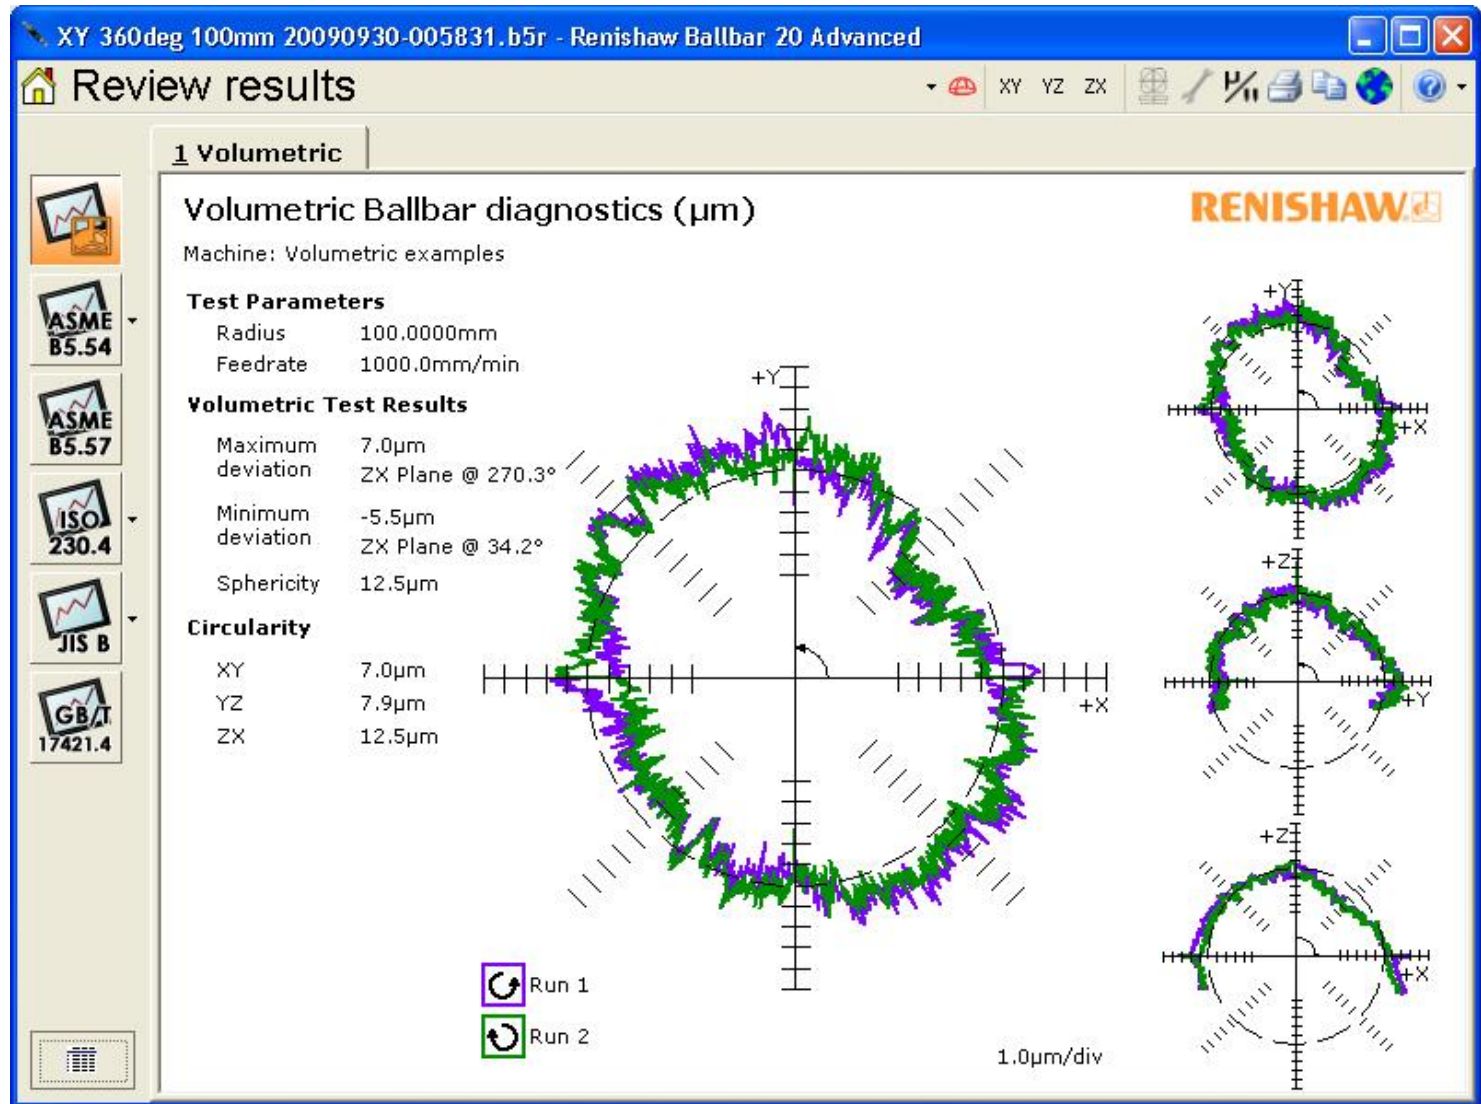 XY 360deg 100mm 20090930-005831.b5r - Renishaw Ballbar 20 Advanced
Review results
XY YZ ZX
1 Volumetric
Volumetric Ballbar diagnostics (µm)
RENISHAW
Machine: Volumetric examples
Test Parameters
Radius 100.0000mm
Feedrate 1000.0mm/min
Volumetric Test Results
Maximum deviation 7.0µm
ZX Plane @ 270.3°
Minimum deviation -5.5µm
ZX Plane @ 34.2°
Sphericity 12.5µm
Circularity
XY 7.0µm
YZ 7.9µm
ZX 12.5µm
ASME B5.54
ASME B5.57
ISO 230.4
JIS B
GB/T 17421.4
+Y
+X
+Y
+X
+Z
+Y
+Z
+X
Run 1
Run 2
1.0µm/div